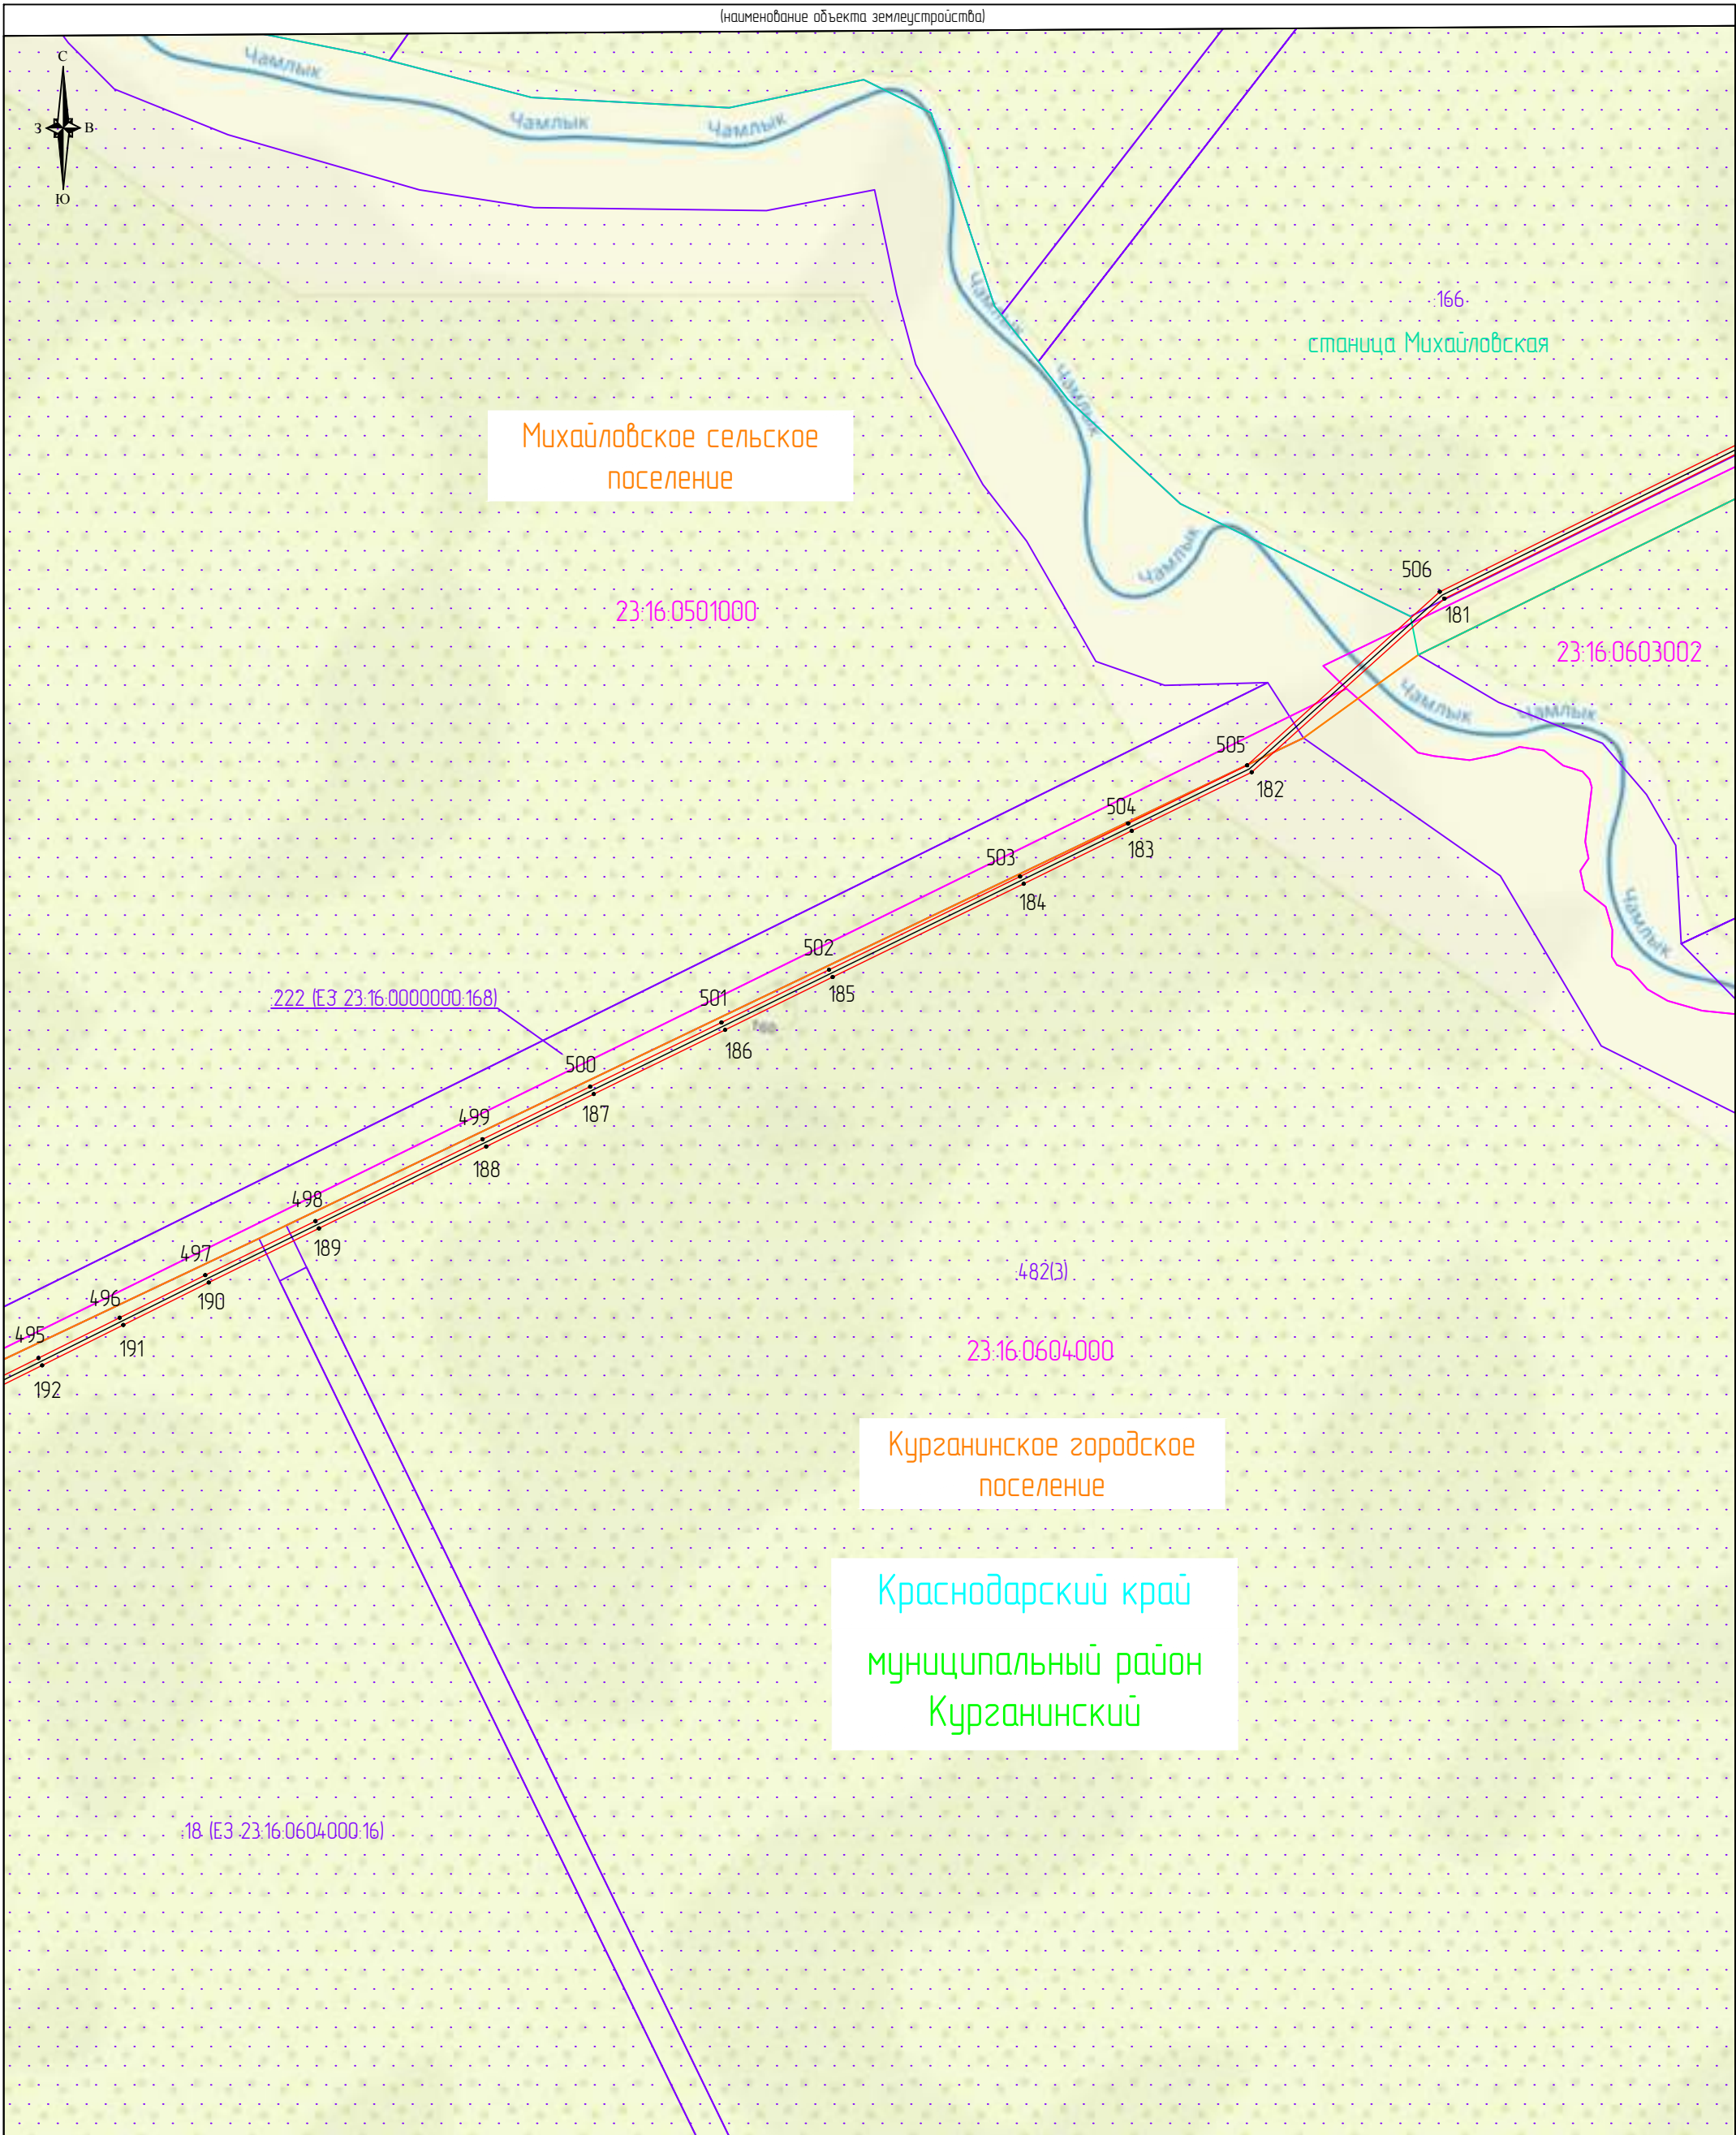 (наименование объекта землеустройства)
С
З
В
Ю
Чамлык
Чамлык
Чамлык
Чамлык
Чамлык
Чамлык
Чамлык
Чамлык
Чамлык
:166
станица Михайловская
Михайловское сельское
поселение
23:16:0501000
506
181
23:16:0603002
505
182
504
183
503
184
502
185
:222 (ЕЗ 23:16:0000000:168)
501
186
500
187
499
188
498
189
497
190
496
191
495
192
:482(3)
23:16:0604000
Курганинское городское
поселение
Краснодарский край
муниципальный район
Курганинский
:18 (ЕЗ 23:16:0604000:16)